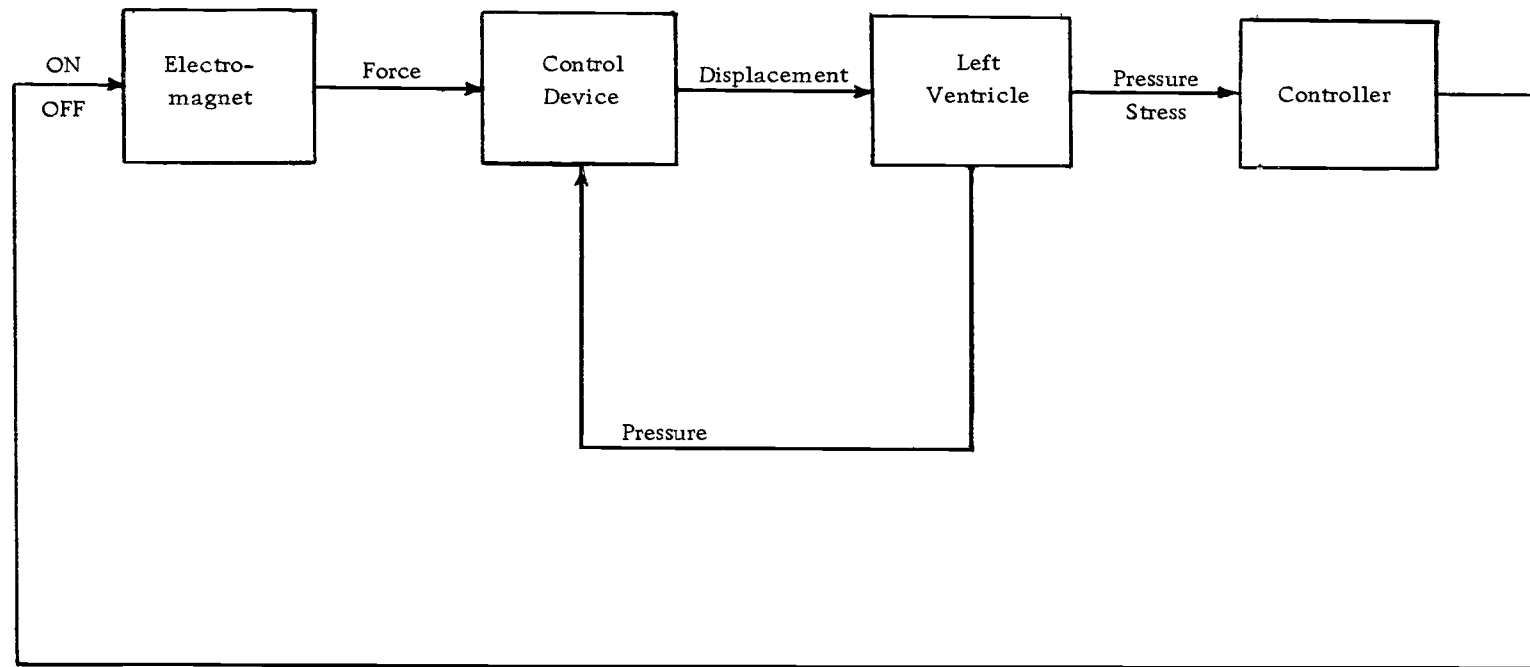 ON
OFF
Electro-
magnet
Force
Control
Device
Displacement
Left
Ventricle
Pressure
Stress
Controller
Pressure